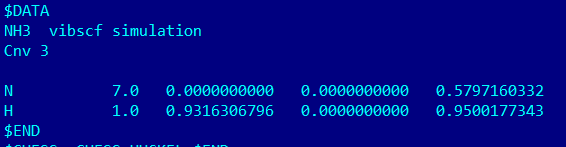 $DATA
NH3 vibscf simulation
Cnv 3
N 7.0 0.0000000000 0.0000000000 0.5797160332
H 1.0 0.9316306796 0.0000000000 0.9500177343
$END